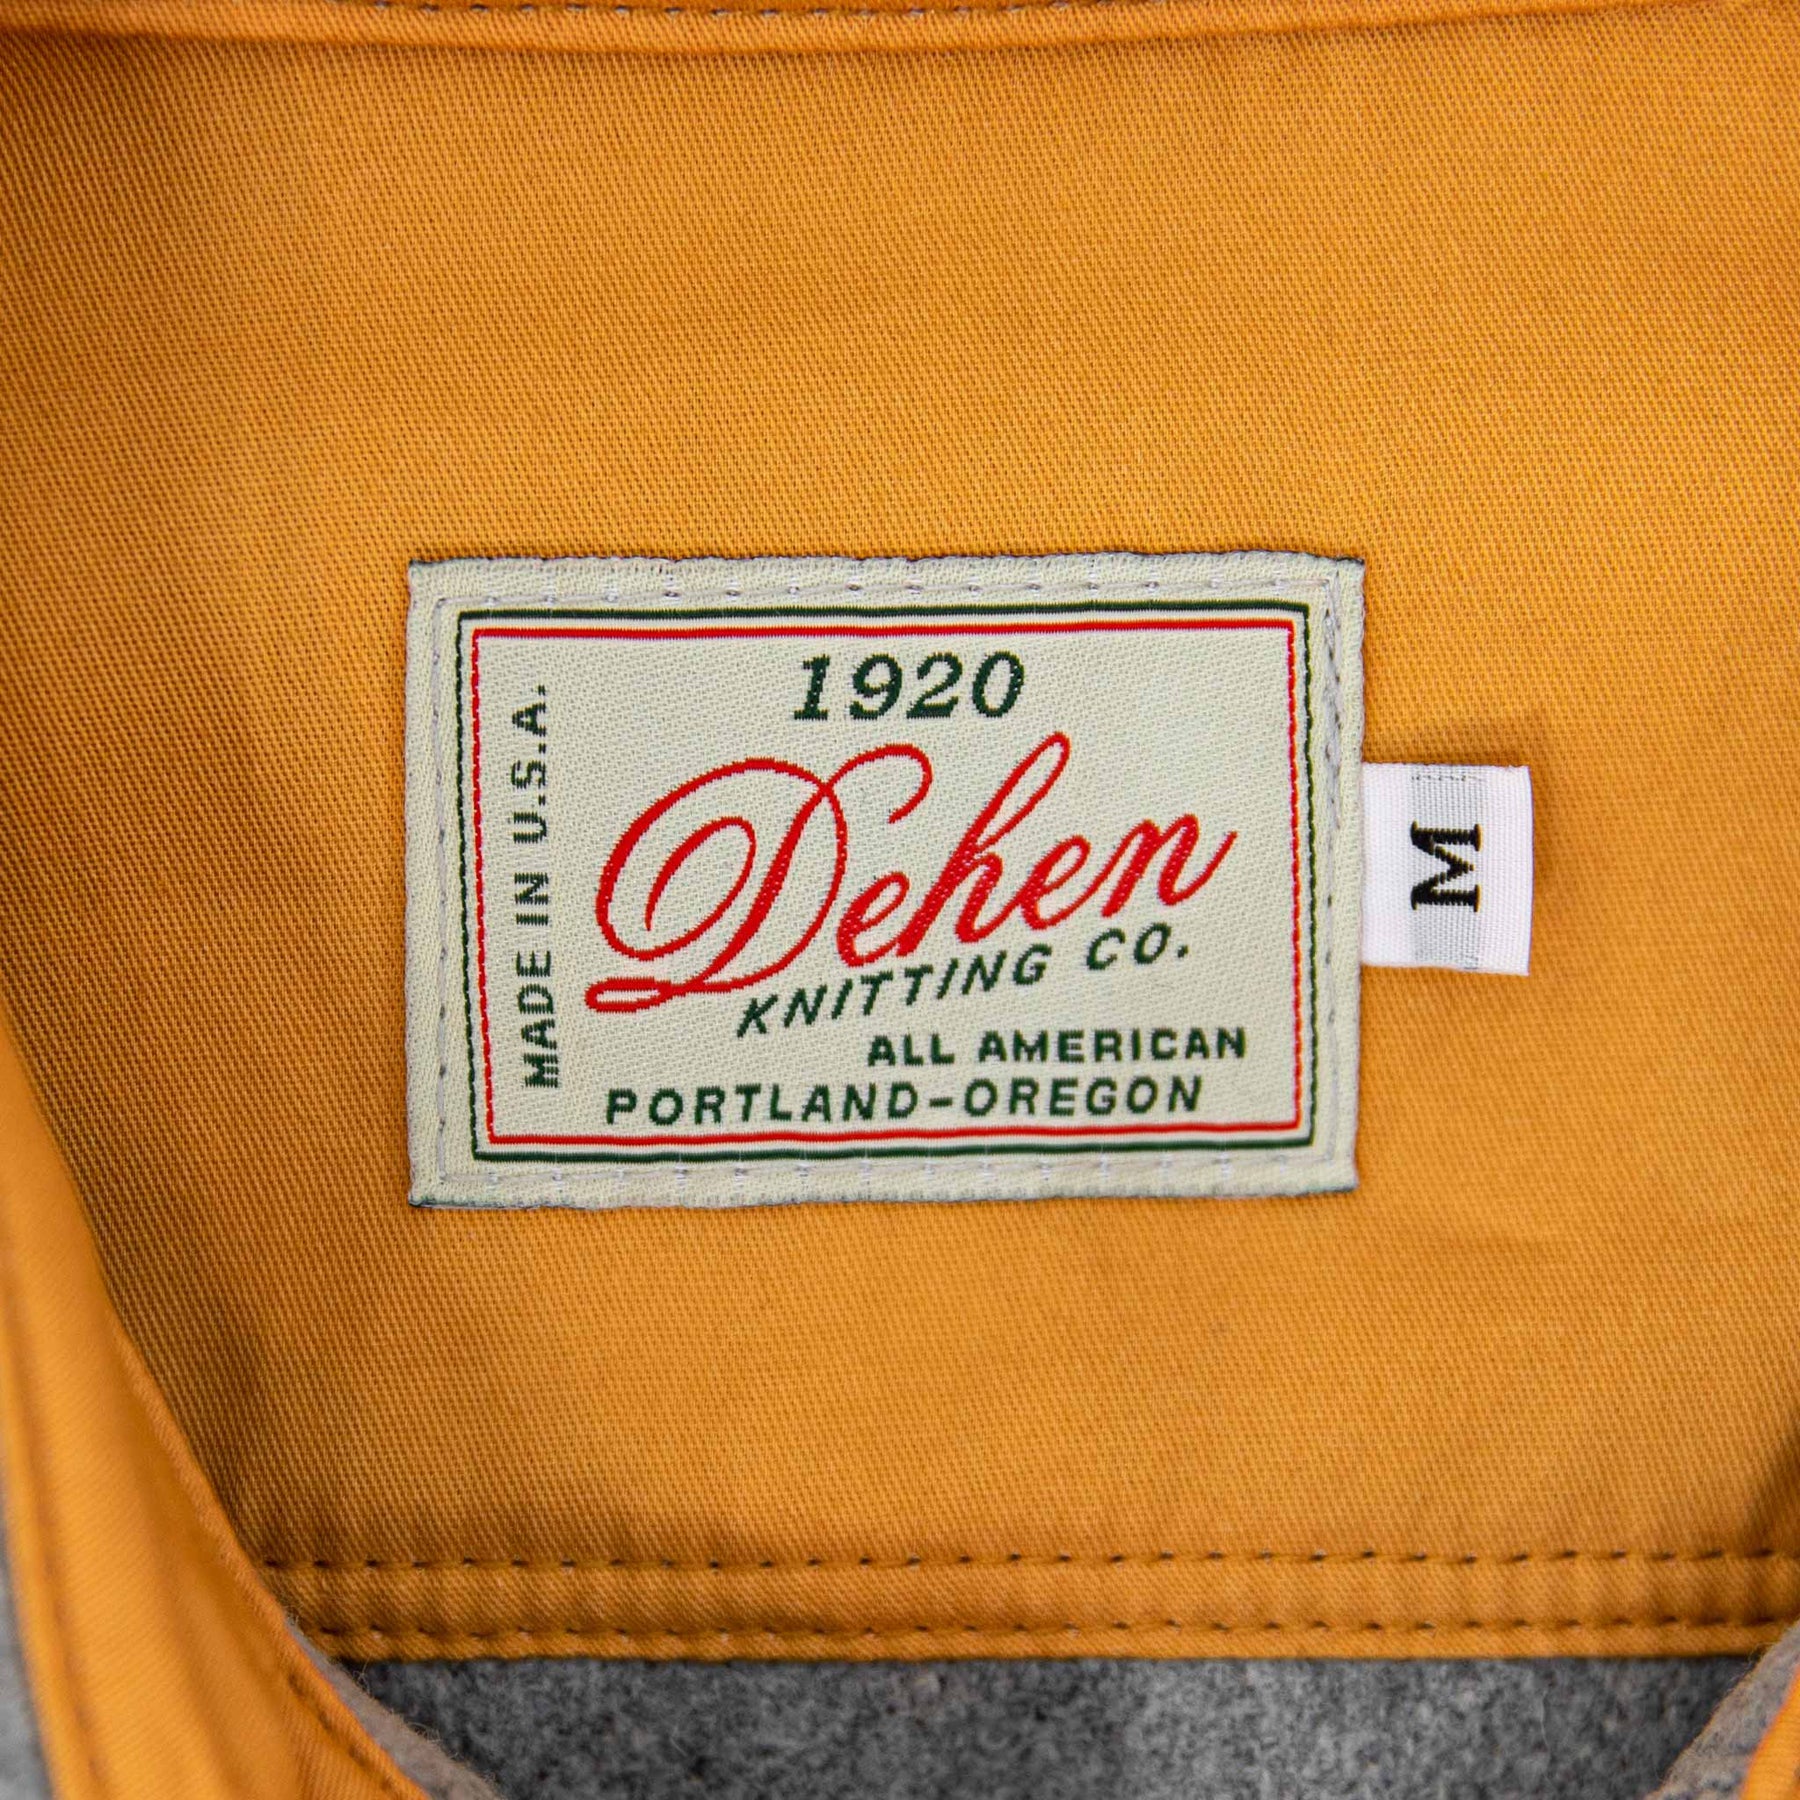 1920
Dehen
KNITTING CO.
ALL AMERICAN
PORTLAND-OREGON
MADE IN U.S.A.
M